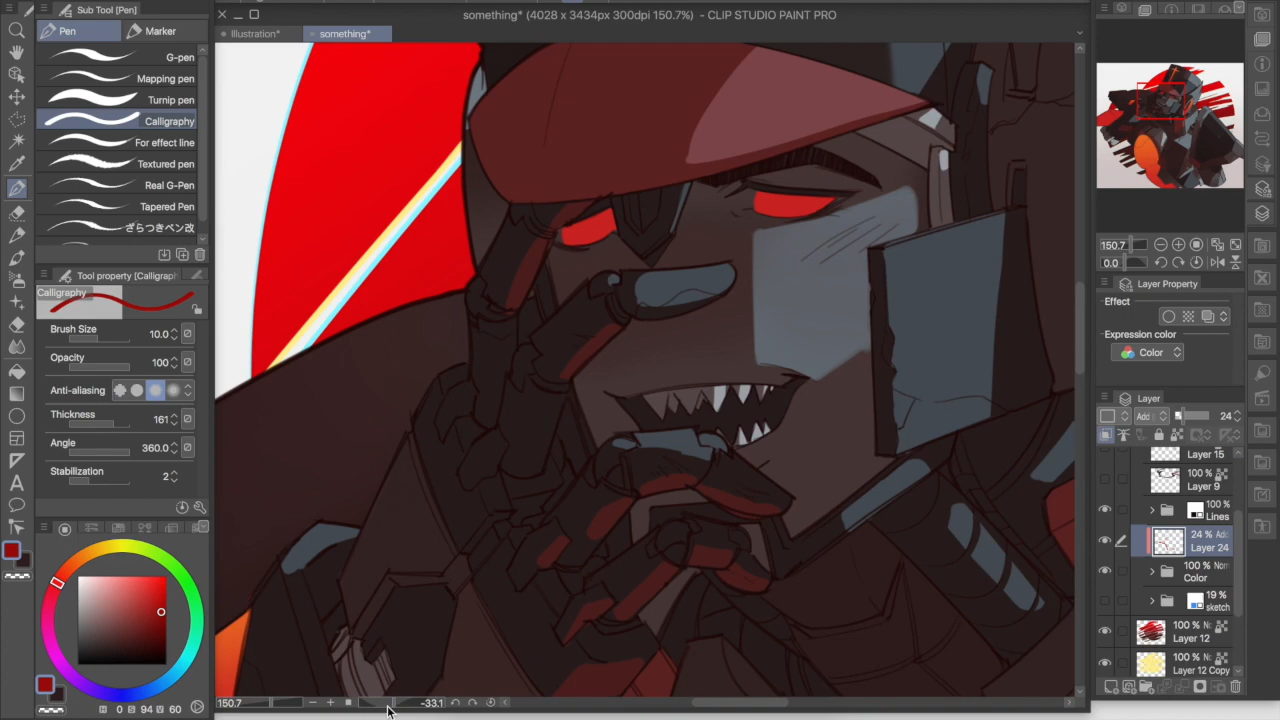 Sub Tool [Pen]
Pen
Marker
G-pen
Mapping pen
Turnip pen
Calligraphy
For effect line
Textured pen
Real G-Pen
Tapered Pen
ざらつきペン改
Tool property [Calligraph
Calligraphy
Brush Size
10.0
Opacity
100
Anti-aliasing
Thickness
161
Angle
360.0
Stabilization
2
H 0 S 94 V 60
something* (4028 x 3434px 300dpi 150.7%) - CLIP STUDIO PAINT PRO
Illustration*
something*
150.7
-33.1
150.7
0.0
Layer Property
Effect
Expression color
Color
Layer
Add
24
Layer 15
100 %
Layer 9
100 %
Lines
24 % Ad
Layer 24
100 % Nor
Color
19 %
sketch
100 % N
Layer 12
100 % N
Layer 12 Copy